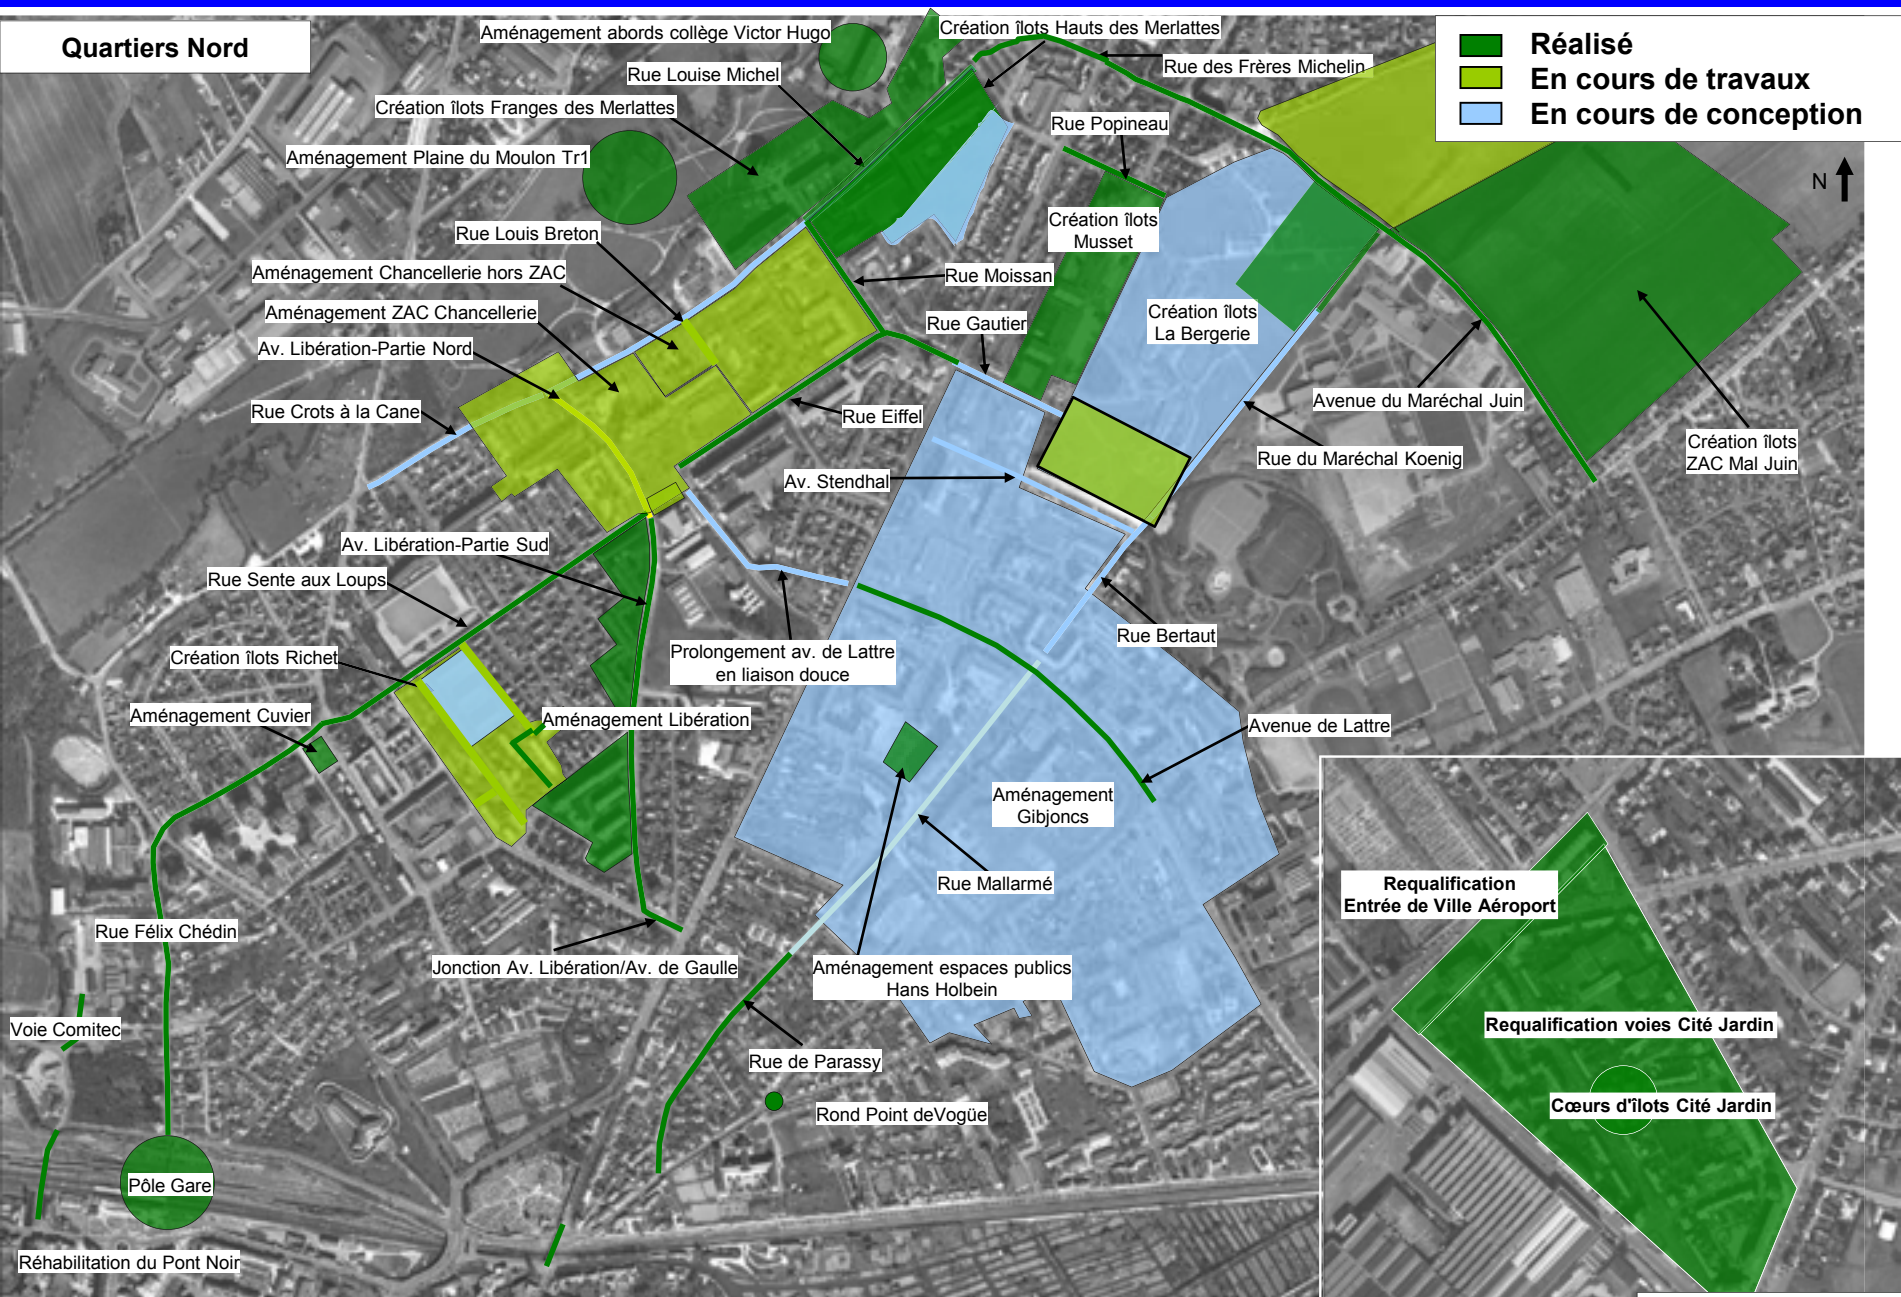 Quartiers Nord
Aménagement abords collège Victor Hugo
Création îlots Hauts des Merlattes
Réalisé
En cours de travaux
En cours de conception
Rue Louise Michel
Rue des Frères Michelin
Création îlots Franges des Merlattes
Rue Popineau
Aménagement Plaine du Moulon Tr1
N
Création îlots
Musset
Rue Louis Breton
Aménagement Chancellerie hors ZAC
Rue Moissan
Aménagement ZAC Chancellerie
Création îlots
La Bergerie
Rue Gautier
Av. Libération-Partie Nord
Rue Crots à la Cane
Rue Eiffel
Avenue du Maréchal Juin
Création îlots
ZAC Mal Juin
Rue du Maréchal Koenig
Av. Stendhal
Av. Libération-Partie Sud
Rue Sente aux Loups
Rue Bertaut
Prolongement av. de Lattre
en liaison douce
Création îlots Richet
Aménagement Cuvier
Aménagement Libération
Avenue de Lattre
Aménagement
Gibjoncs
Rue Mallarmé
Requalification
Entrée de Ville Aéroport
Rue Félix Chédin
Jonction Av. Libération/Av. de Gaulle
Aménagement espaces publics
Hans Holbein
Voie Comitec
Requalification voies Cité Jardin
Rue de Parassy
Rond Point deVogüe
Cœurs d'îlots Cité Jardin
Pôle Gare
Réhabilitation du Pont Noir